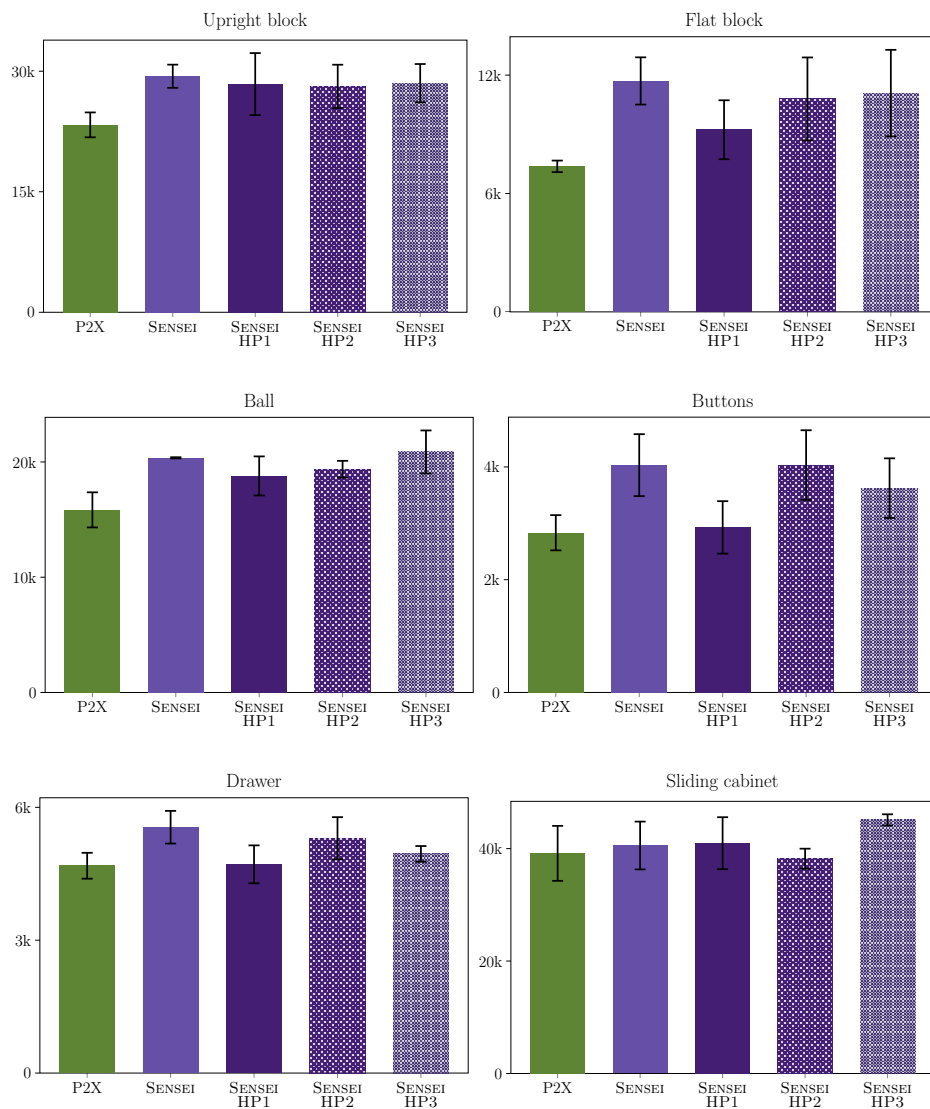 Upright block
30k
15k
0
P2X
SENSEI
SENSEI
HP1
SENSEI
HP2
SENSEI
HP3
Flat block
12k
6k
0
P2X
SENSEI
SENSEI
HP1
SENSEI
HP2
SENSEI
HP3
Ball
20k
10k
0
P2X
SENSEI
SENSEI
HP1
SENSEI
HP2
SENSEI
HP3
Buttons
4k
2k
0
P2X
SENSEI
SENSEI
HP1
SENSEI
HP2
SENSEI
HP3
Drawer
6k
3k
0
P2X
SENSEI
SENSEI
HP1
SENSEI
HP2
SENSEI
HP3
Sliding cabinet
40k
20k
0
P2X
SENSEI
SENSEI
HP1
SENSEI
HP2
SENSEI
HP3